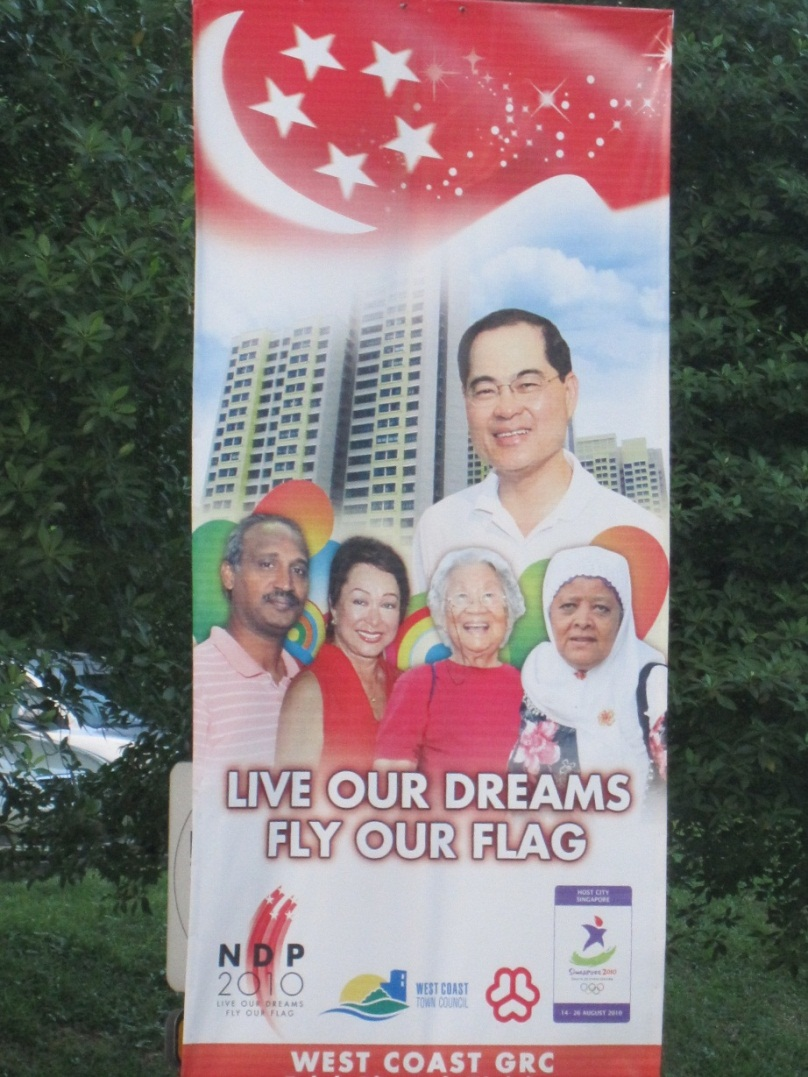 LIVE OUR DREAMS
FLY OUR FLAG
NDP
2010
LIVE OUR DREAMS
FLY OUR FLAG
WEST COAST
TOWN COUNCIL
HOST CITY
SINGAPORE
Singapore 2010
14 - 26 AUGUST 2010
WEST COAST GRC